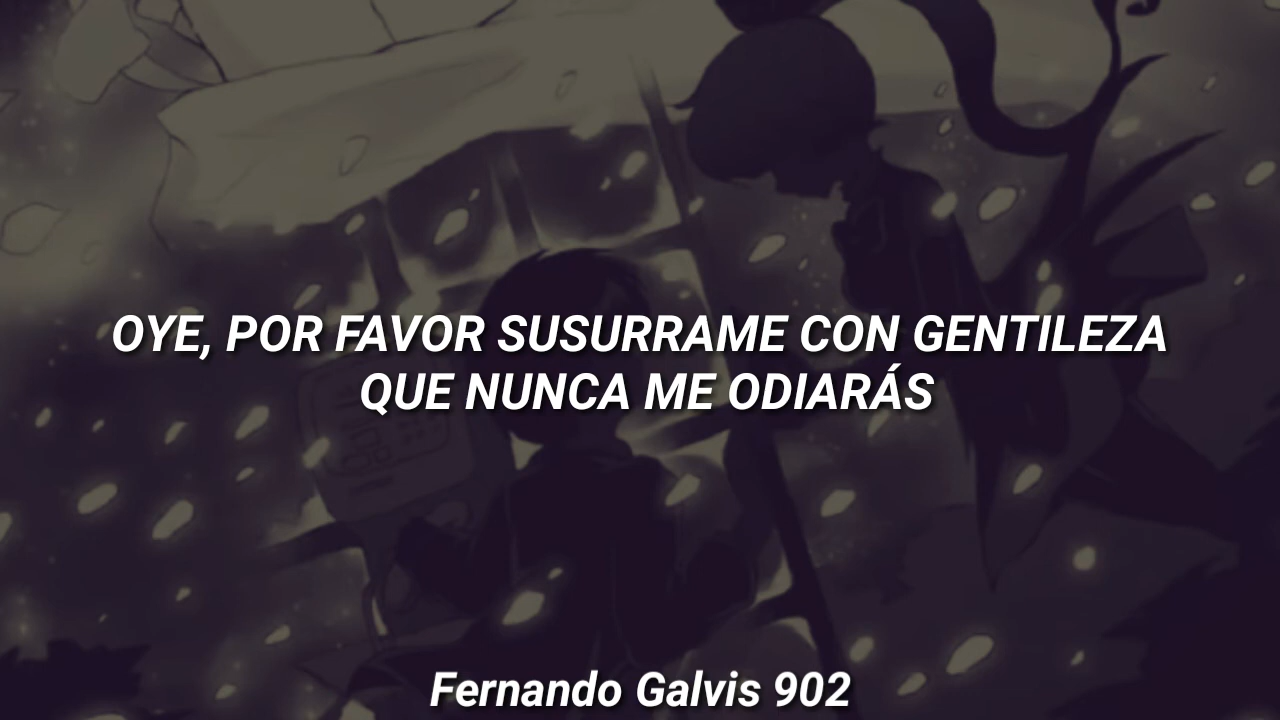 OYE, POR FAVOR SUSURRAME CON GENTILEZA
QUE NUNCA ME ODIARÁS
Fernando Galvis 902